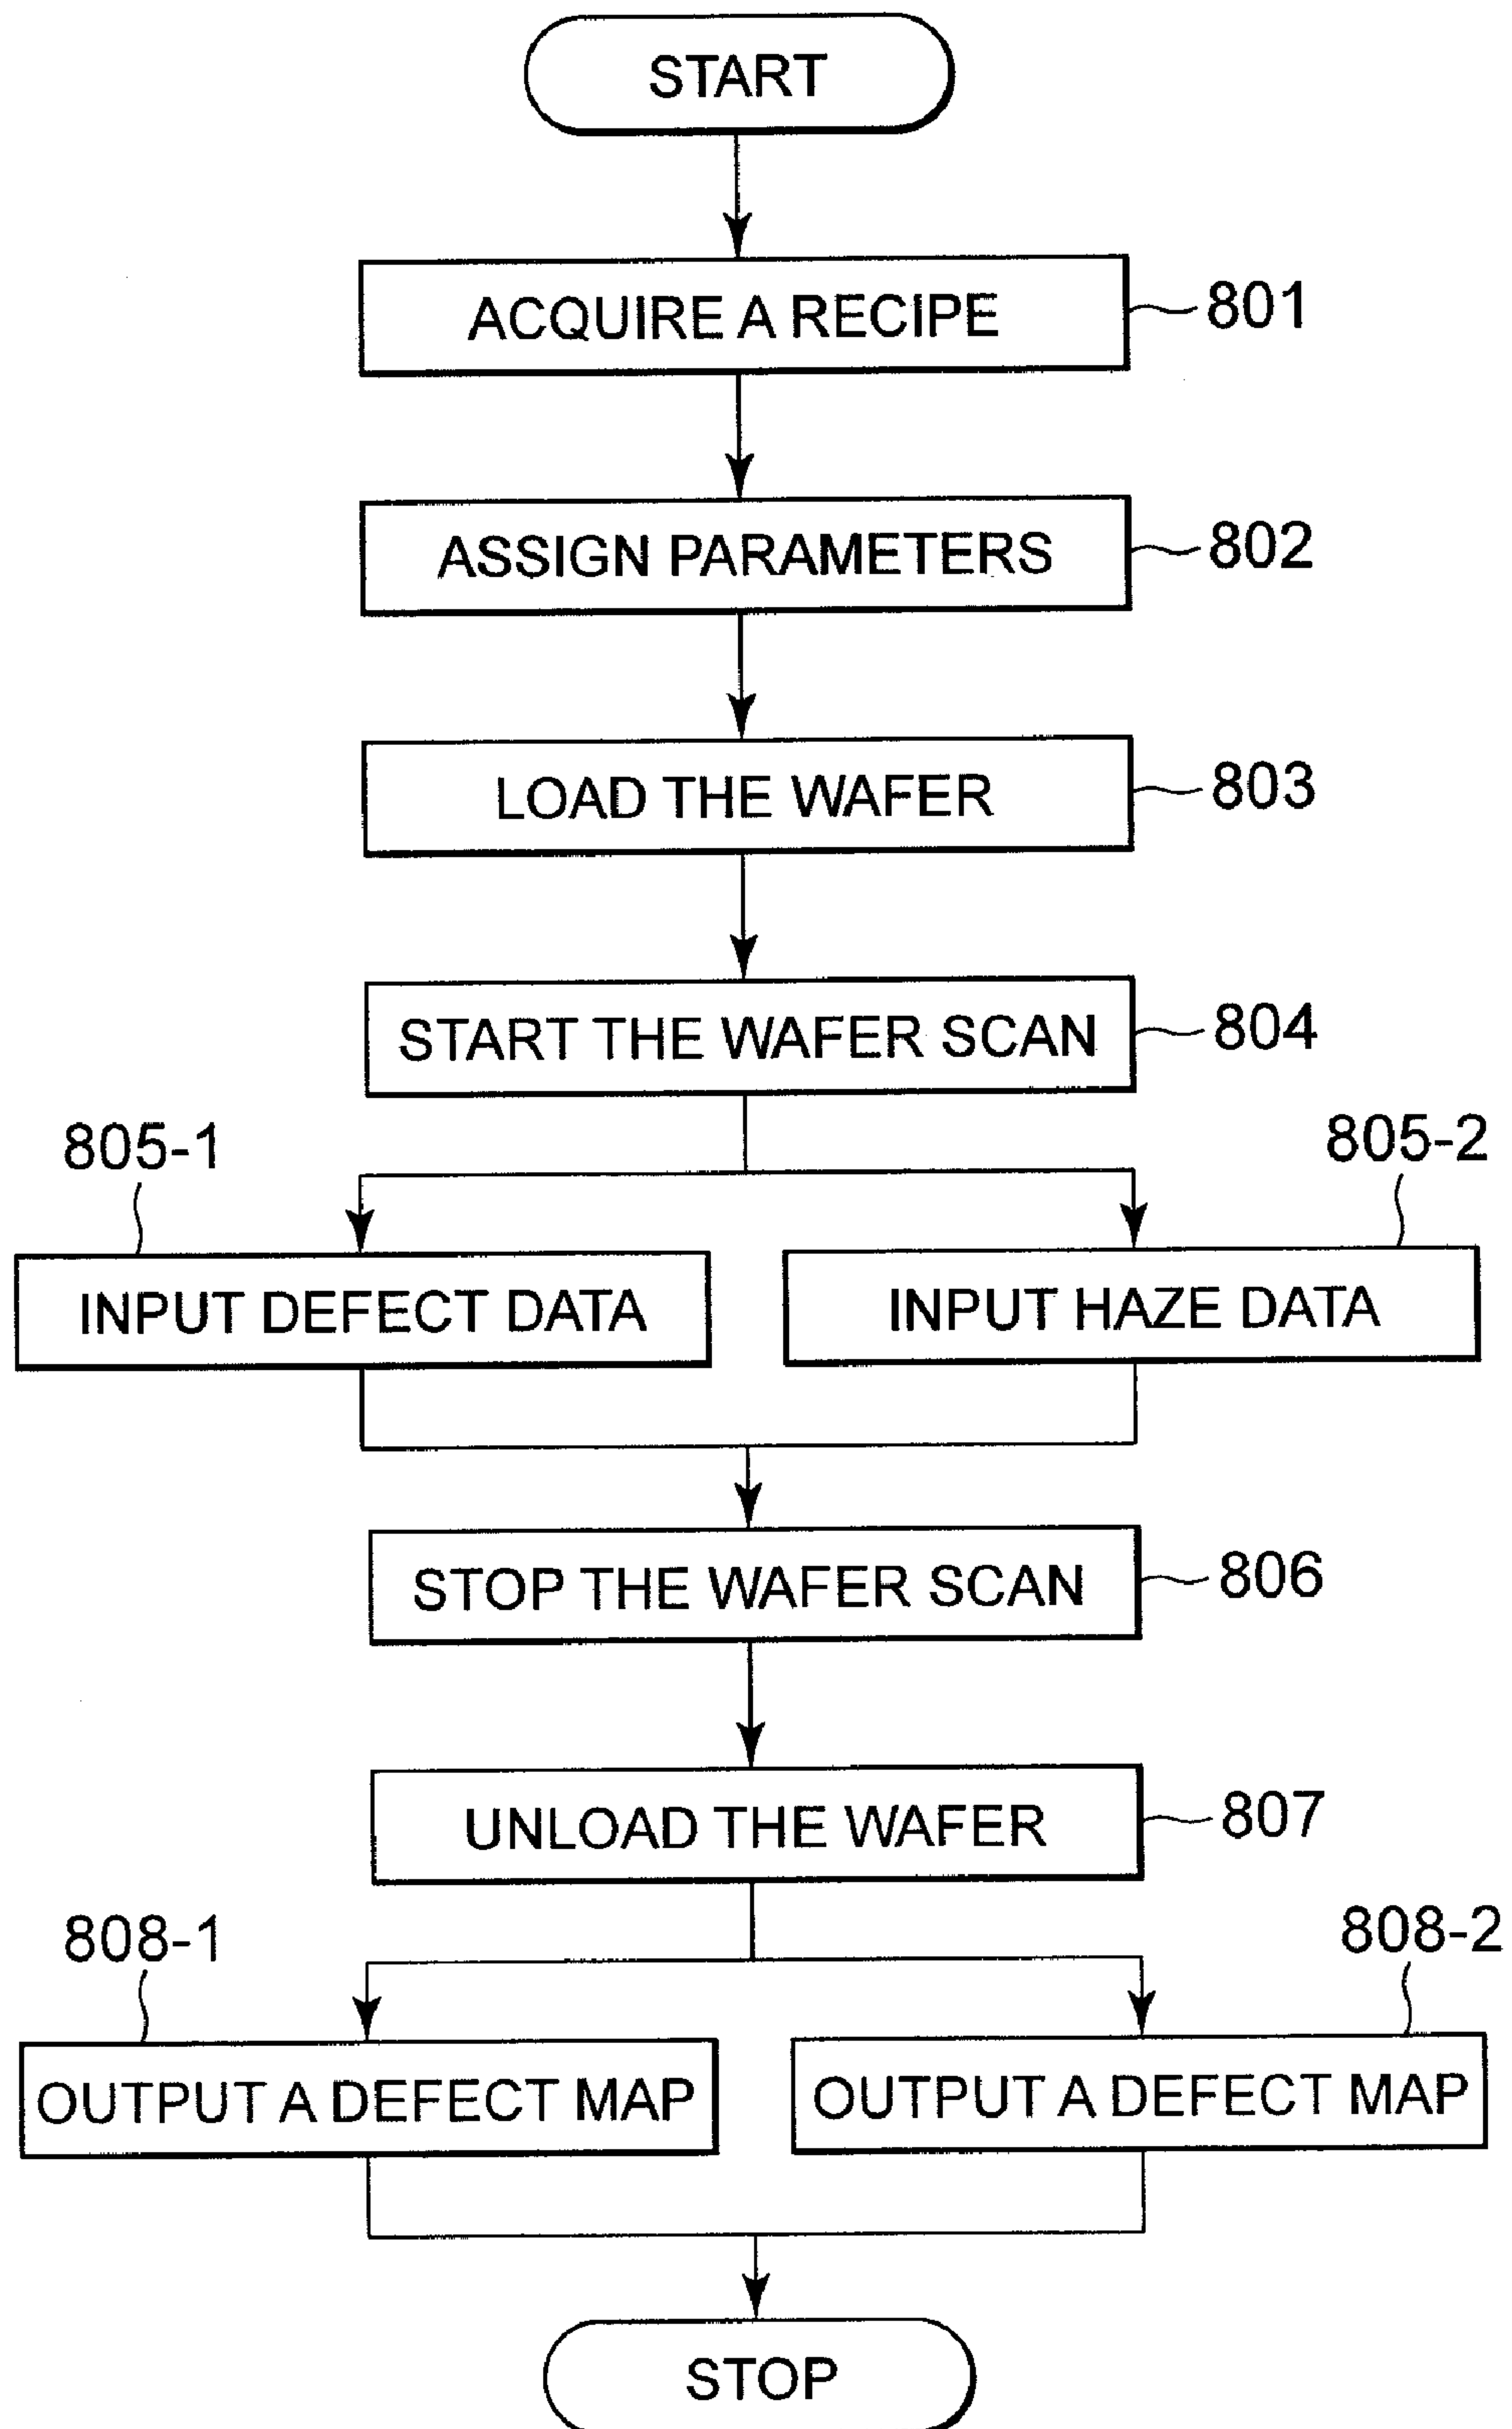 START
ACQUIRE A RECIPE
801
ASSIGN PARAMETERS
802
LOAD THE WAFER
803
START THE WAFER SCAN
804
805-1
805-2
INPUT DEFECT DATA
INPUT HAZE DATA
STOP THE WAFER SCAN
806
UNLOAD THE WAFER
807
808-1
808-2
OUTPUT A DEFECT MAP
OUTPUT A DEFECT MAP
STOP